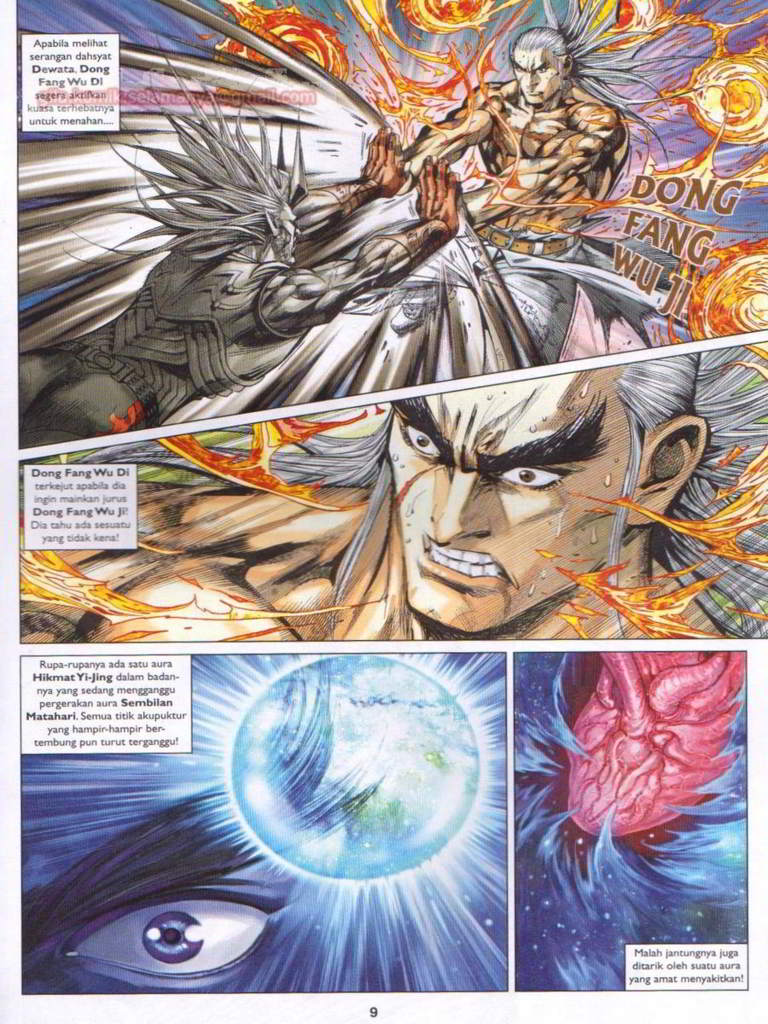 Apabila melihat
serangan dahsyat
Dewata, Dong
Fang Wu Di
segera aktifkan
kuasa terhebatnya
untuk menahan....
DONG
FANG
WU JI
Dong Fang Wu Di
terkejut apabila dia
ingin mainkan jurus
Dong Fang Wu Ji!
Dia tahu ada sesuatu
yang tidak kena!
Rupa-rupanya ada satu aura
Hikmat Yi-Jing dalam badan-
nya yang sedang mengganggu
pergerakan aura Sembilan
Matahari. Semua titik akupuktur
yang hampir-hampir ber-
tembung pun turut terganggu!
Malah jantungnya juga
ditarik oleh suatu aura
yang amat menyakitkan!
9